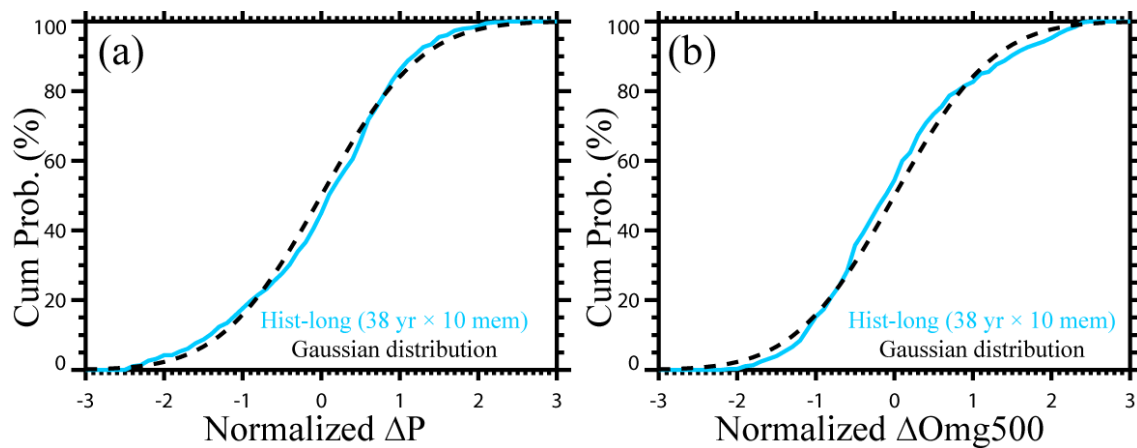 (a)
Cum Prob. (%)
100
80
60
40
20
0
Hist-long (38 yr × 10 mem)
Gaussian distribution
-3 -2 -1 0 1 2 3
Normalized ΔP
(b)
Cum Prob. (%)
100
80
60
40
20
0
Hist-long (38 yr × 10 mem)
Gaussian distribution
-3 -2 -1 0 1 2 3
Normalized ΔOmg500